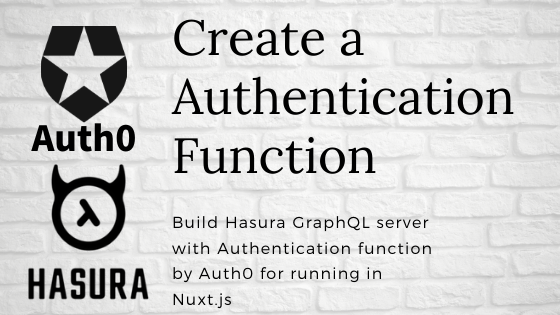 Auth0
HASURA
Create a
Authentication
Function
Build Hasura GraphQL server
with Authentication function
by Auth0 for running in
Nuxt.js